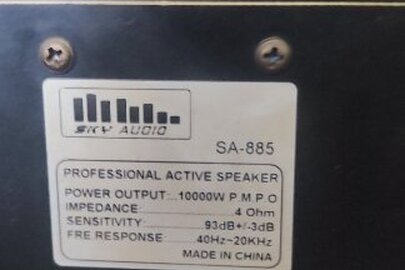 SKY AUDIO
SA-885
PROFESSIONAL ACTIVE SPEAKER
POWER OUTPUT:..10000W P.M.P.O
IMPEDANCE 4 Ohm
SENSITIVITY: 93dB+/-3dB
FRE RESPONSE: 40Hz~20KHz
MADE IN CHINA